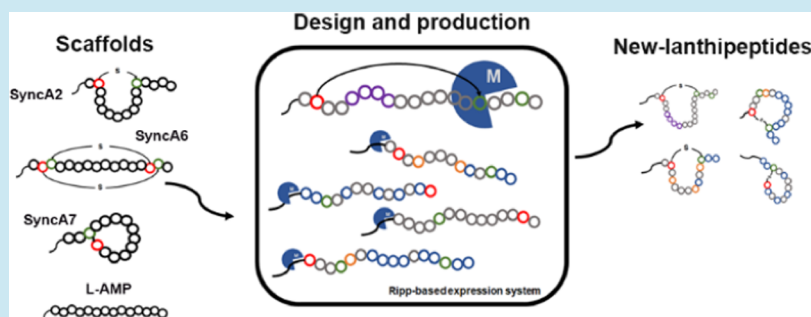 Scaffolds
S
SyncA2
SyncA6
S
S
SyncA7
L-AMP
Design and production
M
Ripp-based expression system
New-lanthipeptides
S
S